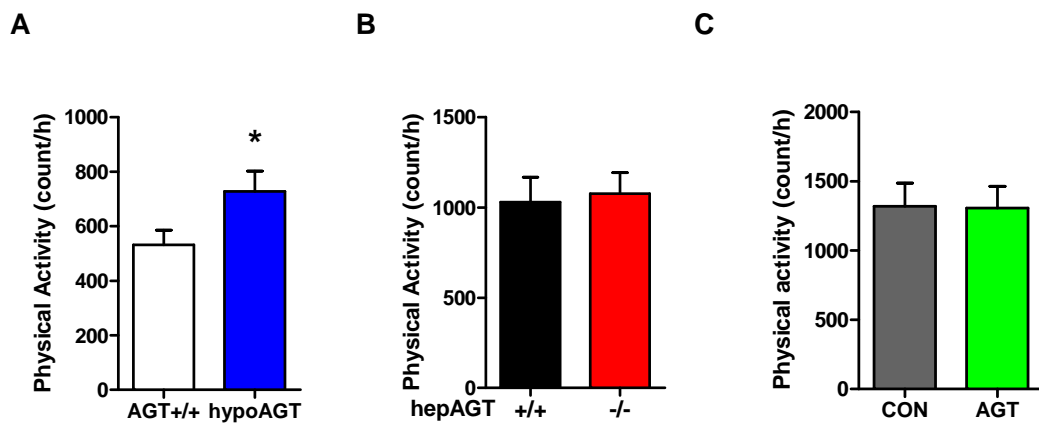 A
B
C
Physical Activity (count/h)
1000
800
600
400
200
0
*
AGT+/+ hypoAGT
Physical Activity (count/h)
1500
1000
500
0
hepAGT +/+ -/-
Physical activity (count/h)
2000
1500
1000
500
0
CON AGT